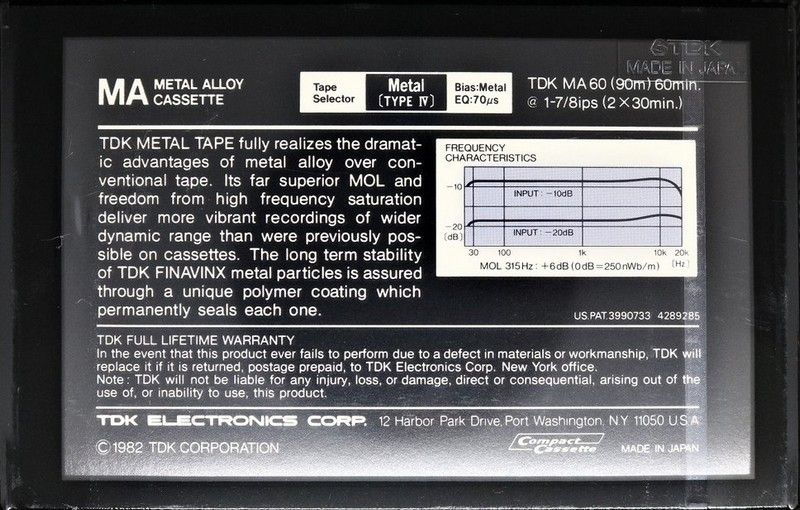 TDK
MADE IN JAPAN
MA METAL ALLOY
CASSETTE
Tape
Selector
Metal
(TYPE IV)
Bias:Metal
EQ:70μs
TDK MA60 (90m) 60min.
@ 1-7/8ips (2×30min.)
TDK METAL TAPE fully realizes the dramat-
ic advantages of metal alloy over con-
ventional tape. Its far superior MOL and
freedom from high frequency saturation
deliver more vibrant recordings of wider
dynamic range than were previously pos-
sible on cassettes. The long term stability
of TDK FINAVINX metal particles is assured
through a unique polymer coating which
permanently seals each one.
FREQUENCY
CHARACTERISTICS
-10
INPUT: -10dB
-20
INPUT: -20dB
(dB)
30 100 1k 10k 20k
MOL 315Hz: +6dB (0dB=250nWb/m) (Hz)
US.PAT.3990733 4289285
TDK FULL LIFETIME WARRANTY
In the event that this product ever fails to perform due to a defect in materials or workmanship, TDK will
replace it if it is returned, postage prepaid, to TDK Electronics Corp. New York office.
Note: TDK will not be liable for any injury, loss, or damage, direct or consequential, arising out of the
use of, or inability to use, this product.
TDK ELECTRONICS CORP. 12 Harbor Park Drive, Port Washington, NY 11050 U.S.A.
©1982 TDK CORPORATION
Compact
Cassette
MADE IN JAPAN